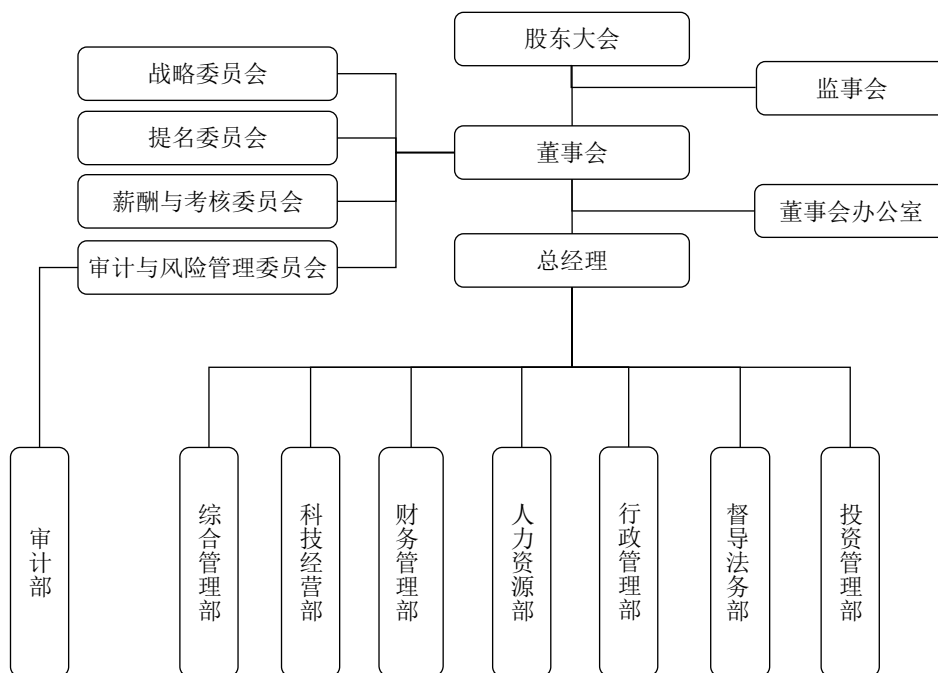 股东大会
战略委员会
监事会
提名委员会
董事会
薪酬与考核委员会
董事会办公室
审计与风险管理委员会
总经理
审计部
综合管理部
科技经营部
财务管理部
人力资源部
行政管理部
督导法务部
投资管理部